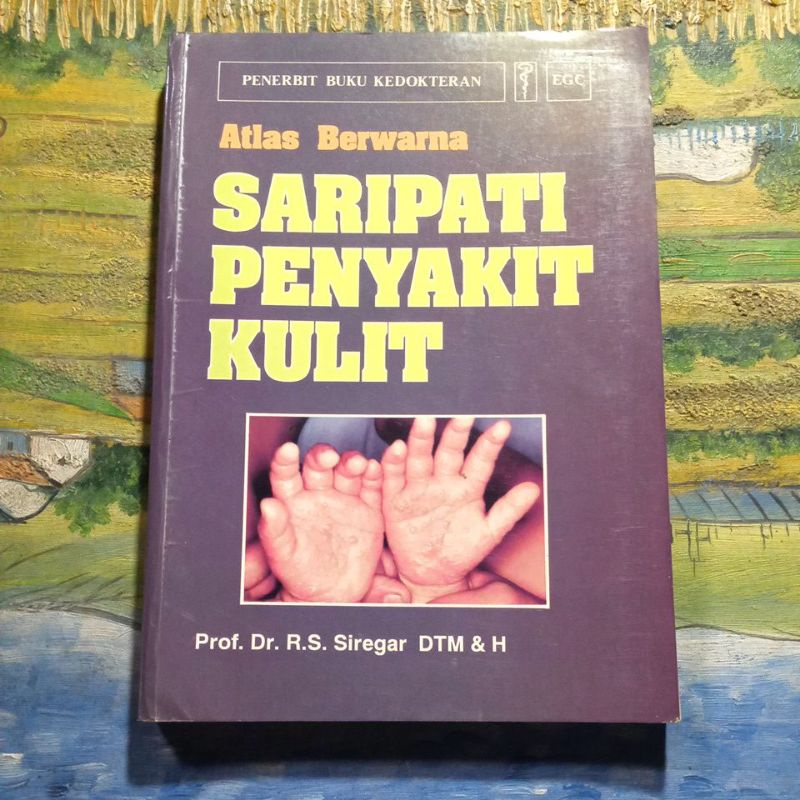 PENERBIT BUKU KEDOKTERAN EGC
Atlas Berwarna
SARIPATI
PENYAKIT
KULIT
Prof. Dr. R.S. Siregar DTM & H